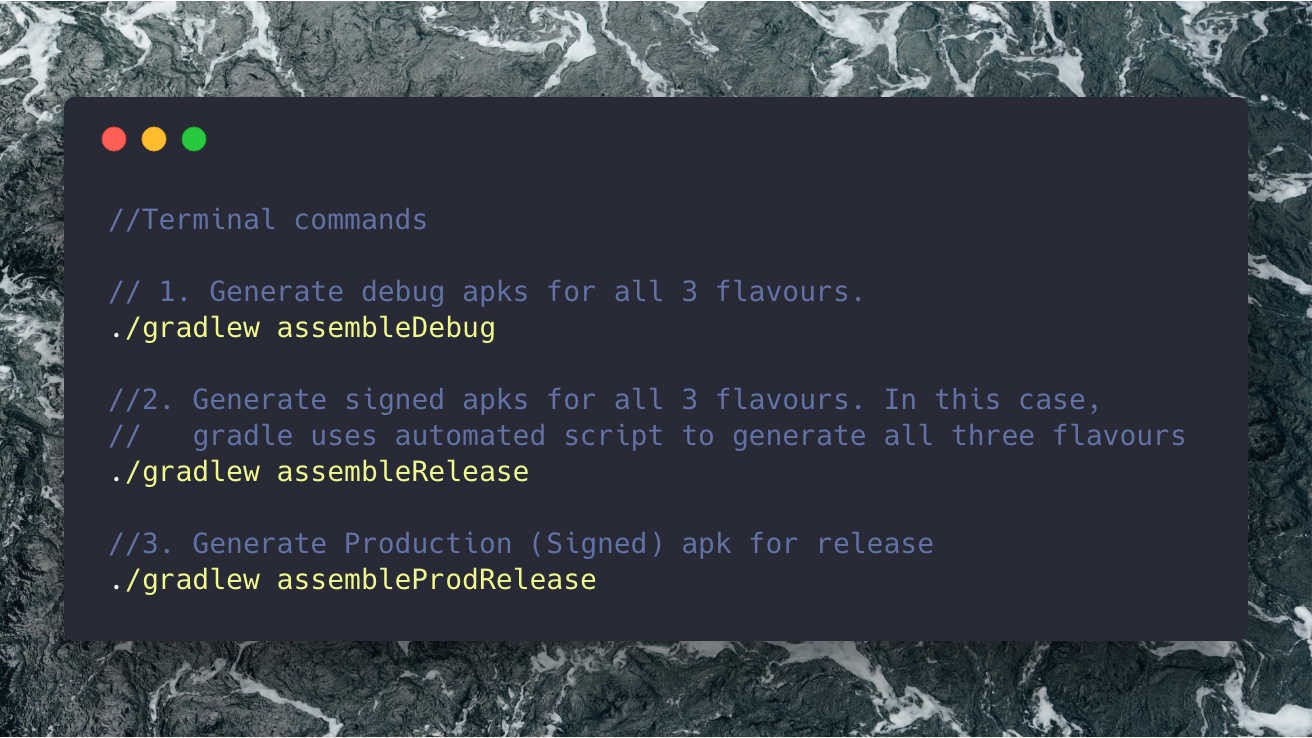 //Terminal commands
// 1. Generate debug apks for all 3 flavours.
./gradlew assembleDebug
//2. Generate signed apks for all 3 flavours. In this case,
//   gradle uses automated script to generate all three flavours
./gradlew assembleRelease
//3. Generate Production (Signed) apk for release
./gradlew assembleProdRelease